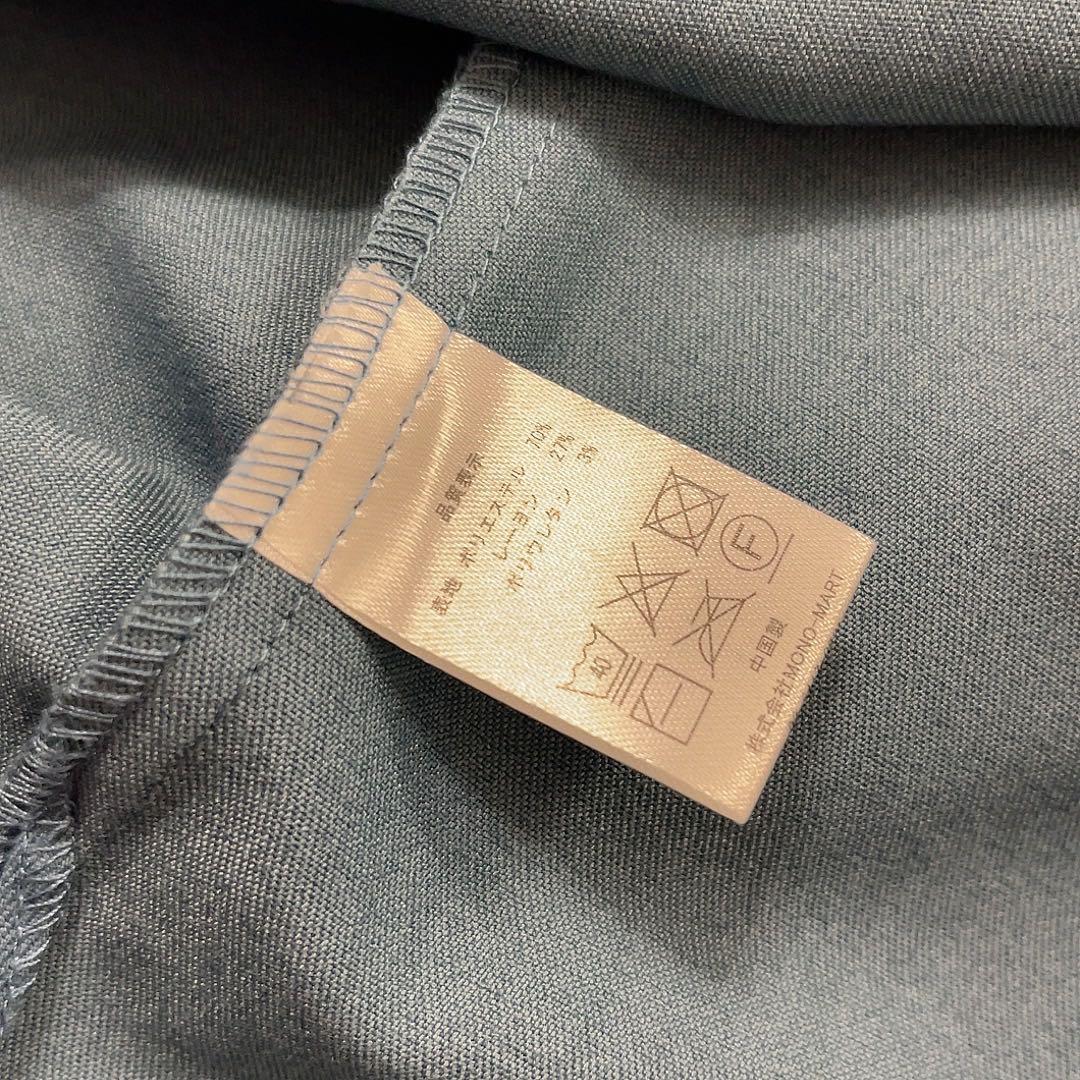 品質表示
表地 ポリエステル 70%
レーヨン 27%
ポリウレタン 3%
40
F
中国製
株式会社MONO-MART